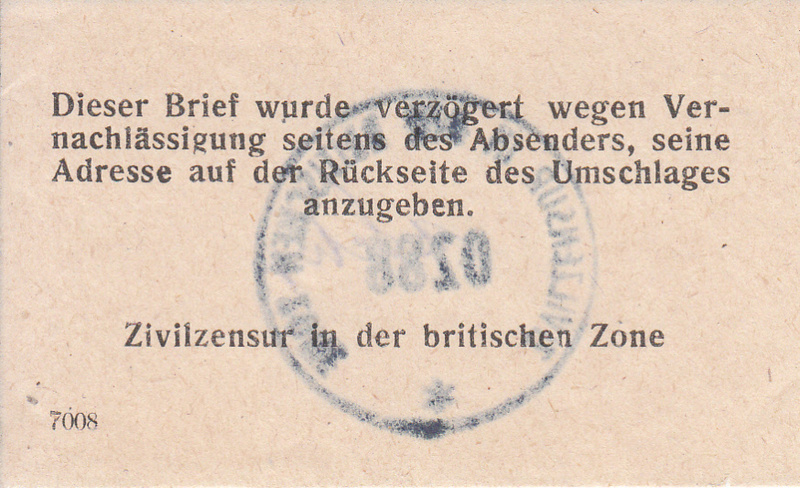 Dieser Brief wurde verzögert wegen Ver-
nachlässigung seitens des Absenders, seine
Adresse auf der Rückseite des Umschlages
anzugeben.
Zivilzensur in der britischen Zone
7008